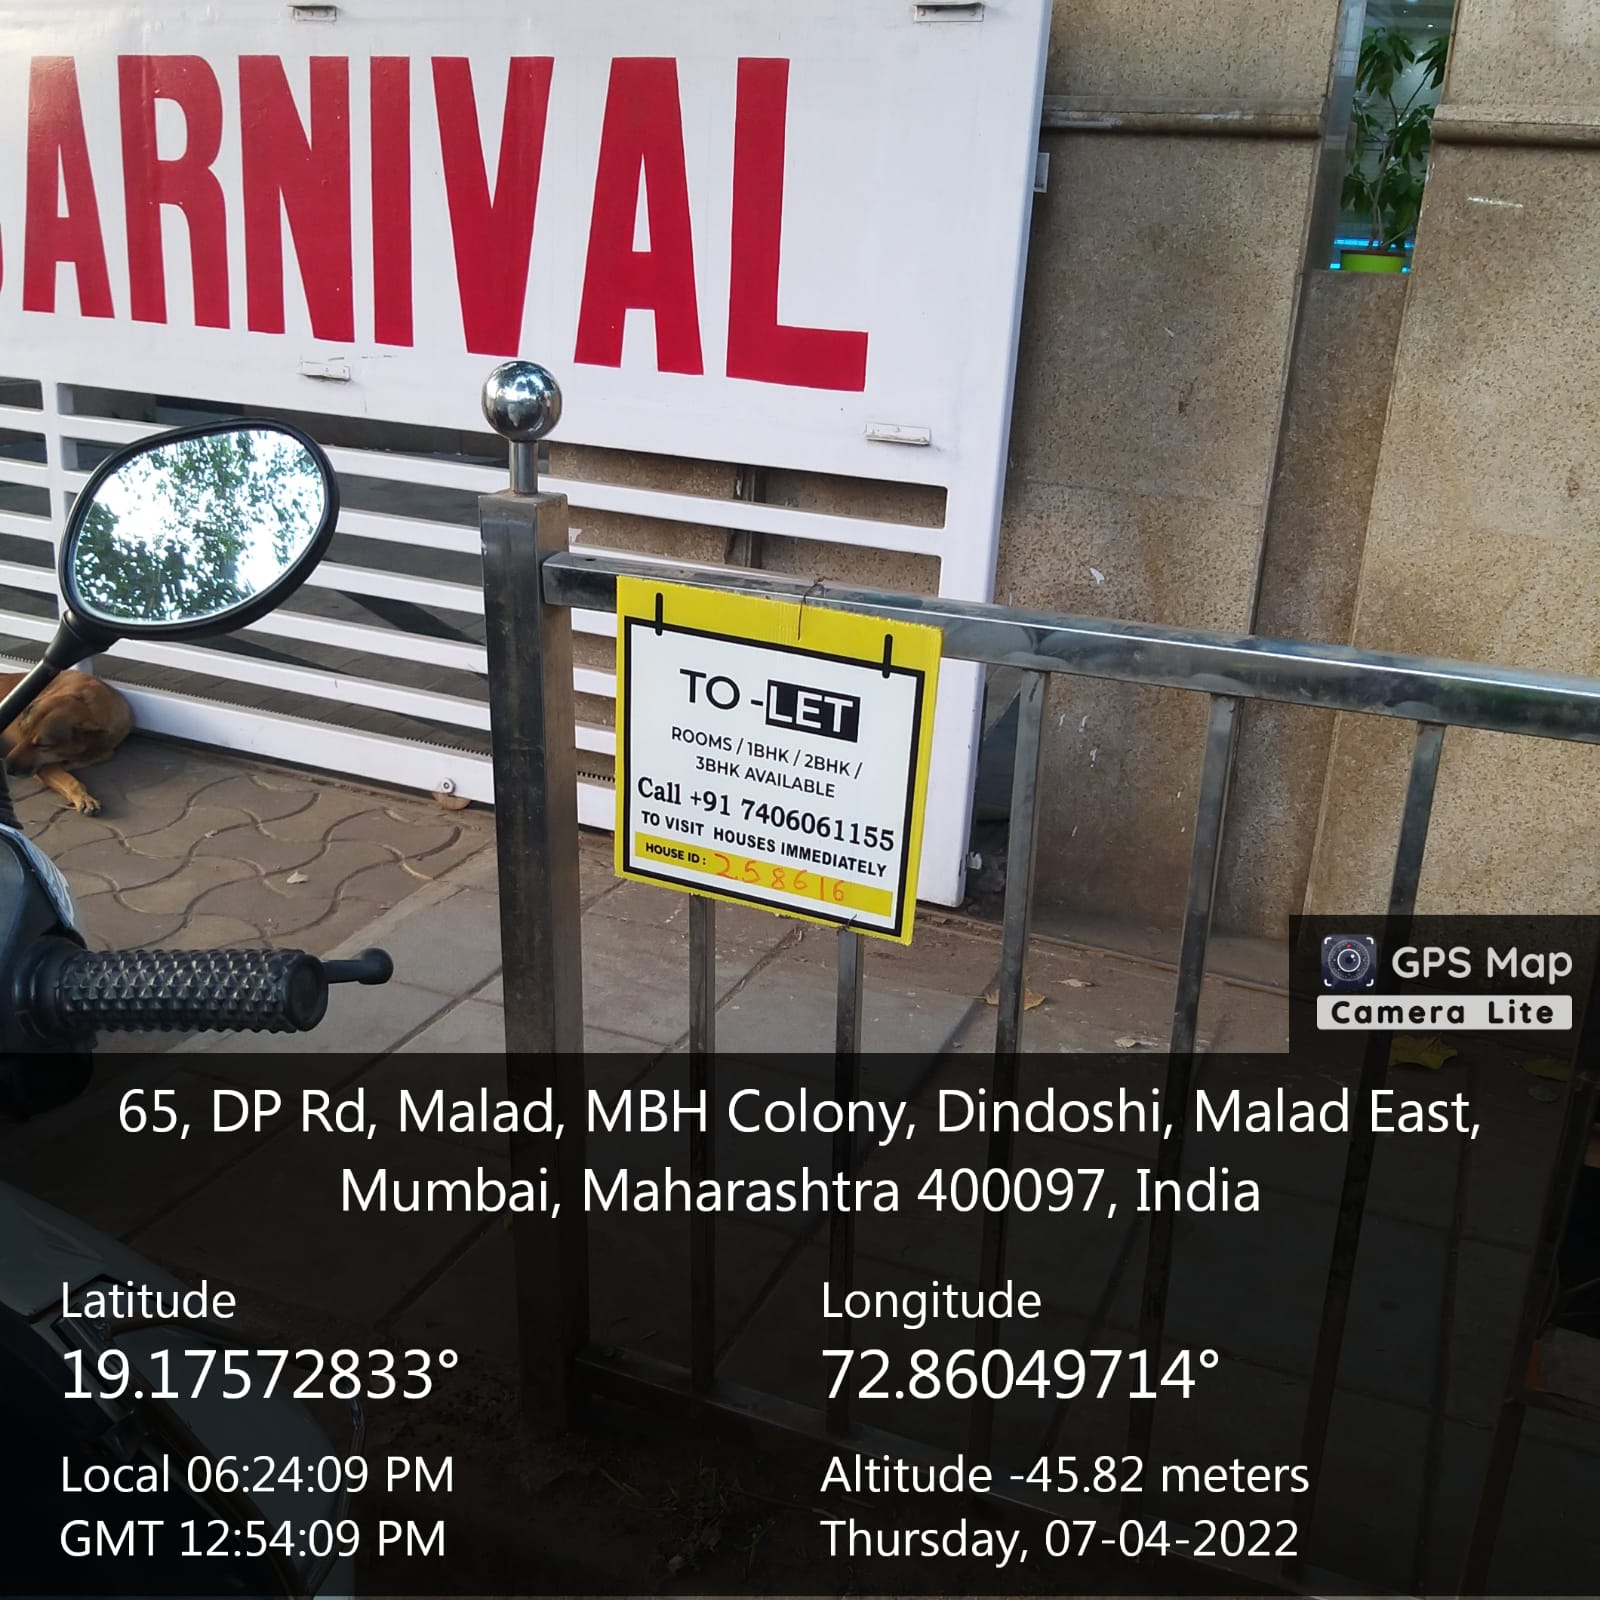 CARNIVAL
TO -LET
ROOMS / 1BHK / 2BHK /
3BHK AVAILABLE
Call +91 7406061155
TO VISIT HOUSES IMMEDIATELY
HOUSE ID : 258616
GPS Map
Camera Lite
65, DP Rd, Malad, MBH Colony, Dindoshi, Malad East,
Mumbai, Maharashtra 400097, India
Latitude
19.17572833°
Longitude
72.86049714°
Local 06:24:09 PM
GMT 12:54:09 PM
Altitude -45.82 meters
Thursday, 07-04-2022